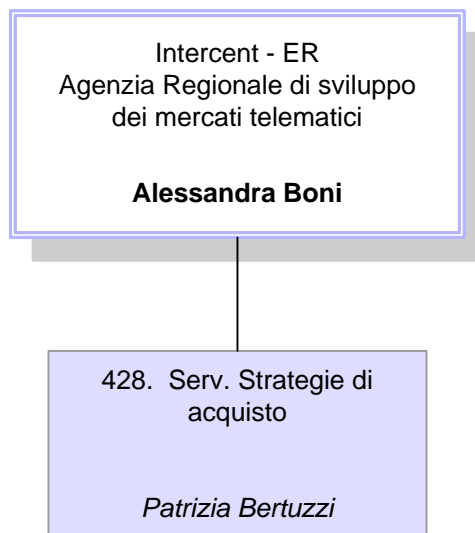 Intercent - ER
Agenzia Regionale di sviluppo
dei mercati telematici
Alessandra Boni
428. Serv. Strategie di
acquisto
Patrizia Bertuzzi